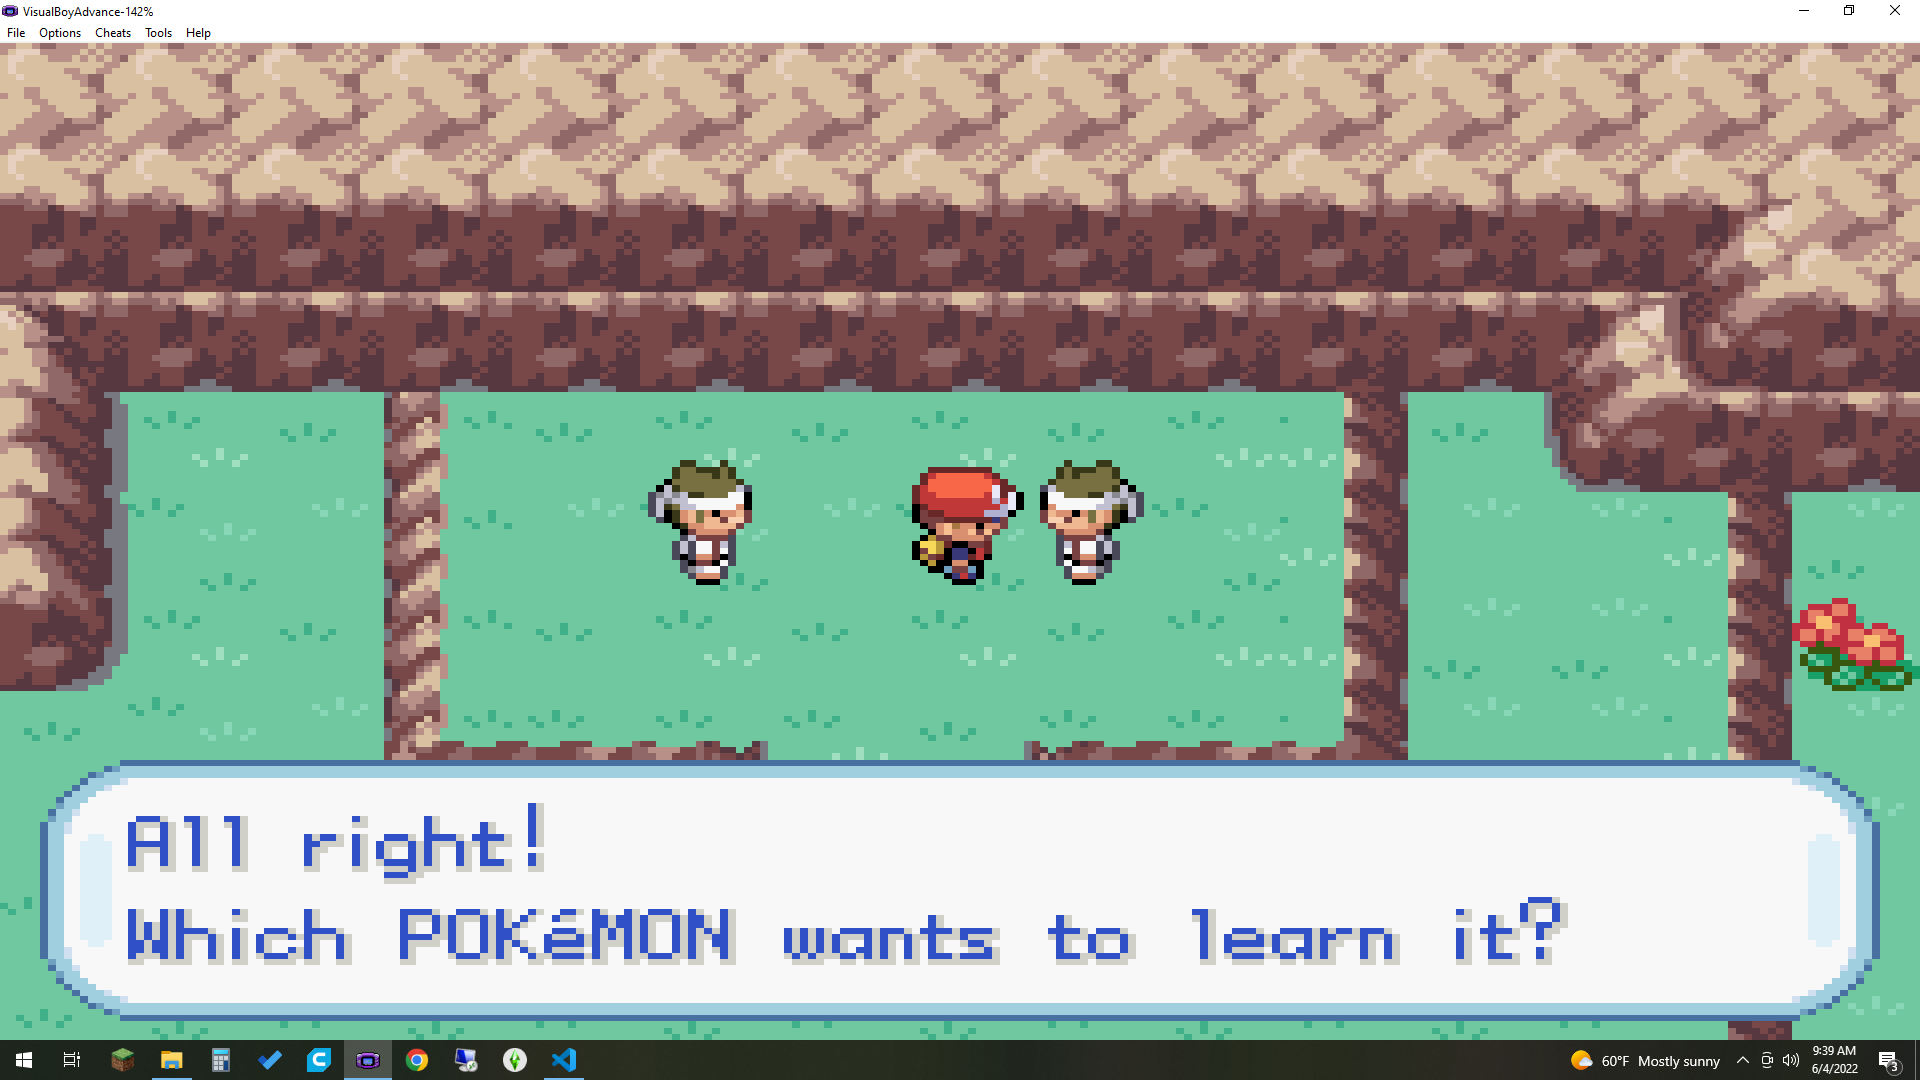 VisualBoyAdvance-142%
File Options Cheats Tools Help
All right!
Which POKéMON wants to learn it?
60°F Mostly sunny
9:39 AM
6/4/2022
3